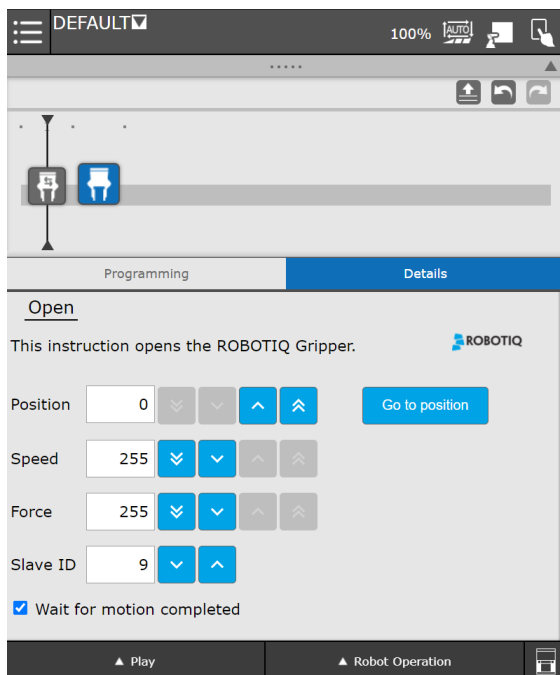 DEFAULT
100% AUTO
Programming Details
Open
This instruction opens the ROBOTIQ Gripper.
ROBOTIQ
Position 0 Go to position
Speed 255
Force 255
Slave ID 9
Wait for motion completed
Play Robot Operation